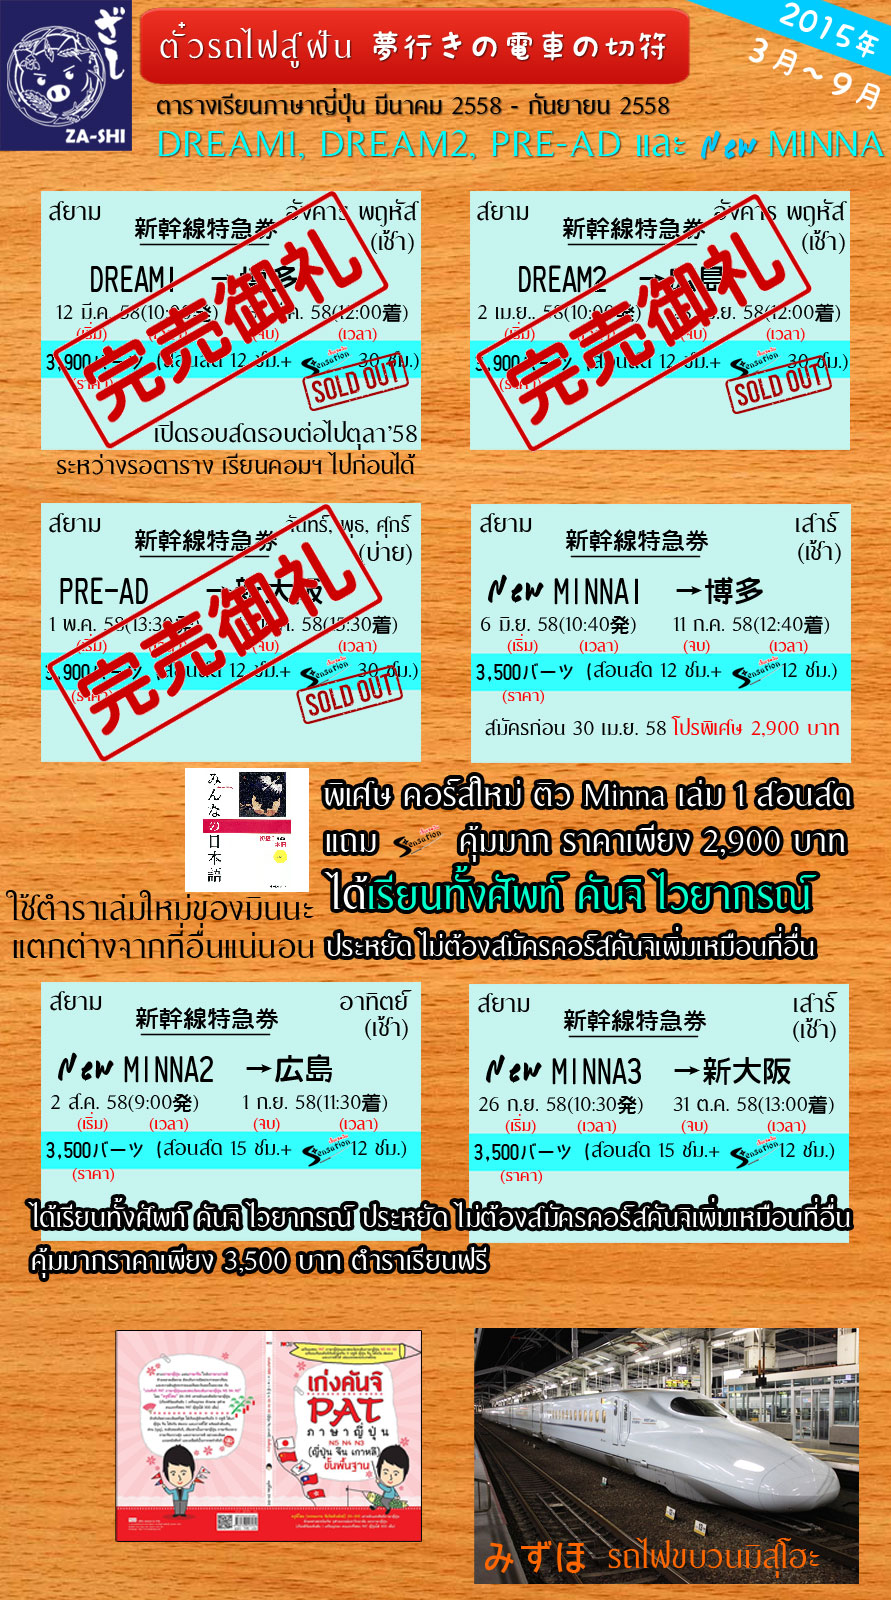 ざし
ZA-SHI
ตั๋วรถไฟสู่ฝัน 夢行きの電車の切符
2015年
3月～9月
ตารางเรียนภาษาญี่ปุ่น มีนาคม 2558 - กันยายน 2558
DREAM1, DREAM2, PRE-AD และ New MINNA
สยาม
อังคาร พฤหัส
新幹線特急券
(เช้า)
DREAM1 →博多
12 มี.ค. 58(10:00発)
58(12:00着)
(เริ่ม)
(จบ) (เวลา)
3,900バーツ (สอนสด 12 ชม.+ Sensation 30 ชม.)
(ราคา)
完売御礼
SOLD OUT
เปิดรอบสดรอบต่อไปตุลา'58
ระหว่างรอตาราง เรียนคอมฯ ไปก่อนได้
สยาม
อังคาร พฤหัส
新幹線特急券
(เช้า)
DREAM2 →広島
2 เม.ย.. 58(10:00発)
58(12:00着)
(เริ่ม)
(จบ) (เวลา)
3,900バーツ (สอนสด 12 ชม.+ Sensation 30 ชม.)
(ราคา)
完売御礼
SOLD OUT
สยาม
จันทร์, พุธ, ศุกร์
新幹線特急券
(บ่าย)
PRE-AD →新大阪
1 พ.ค. 58(13:30発)
58(15:30着)
(เริ่ม) (เวลา) (จบ) (เวลา)
3,900バーツ (สอนสด 12 ชม.+ Sensation 30 ชม.)
(ราคา)
完売御礼
SOLD OUT
สยาม
เสาร์
新幹線特急券
(เช้า)
New MINNA1 →博多
6 มิ.ย. 58(10:40発) 11 ก.ค. 58(12:40着)
(เริ่ม) (เวลา) (จบ) (เวลา)
3,500バーツ (สอนสด 12 ชม.+ Sensation 12 ชม.)
(ราคา)
สมัครก่อน 30 เม.ย. 58 โปรพิเศษ 2,900 บาท
みんなの日本語
พิเศษ คอร์สใหม่ ติว Minna เล่ม 1 สอนสด
แถม Sensation คุ้มมาก ราคาเพียง 2,900 บาท
ได้เรียนทั้งศัพท์ คันจิ ไวยากรณ์
ประหยัด ไม่ต้องสมัครคอร์สคันจิเพิ่มเหมือนที่อื่น
ใช้ตำราเล่มใหม่ของมินนะ
แตกต่างจากที่อื่นแน่นอน
สยาม
อาทิตย์
新幹線特急券
(เช้า)
New MINNA2 →広島
2 ส.ค. 58(9:00発) 1 ก.ย. 58(11:30着)
(เริ่ม) (เวลา) (จบ) (เวลา)
3,500バーツ (สอนสด 15 ชม.+ Sensation 12 ชม.)
(ราคา)
สยาม
เสาร์
新幹線特急券
(เช้า)
New MINNA3 →新大阪
26 ก.ย. 58(10:30発) 31 ต.ค. 58(13:00着)
(เริ่ม) (เวลา) (จบ) (เวลา)
3,500バーツ (สอนสด 15 ชม.+ Sensation 12 ชม.)
(ราคา)
ได้เรียนทั้งศัพท์ คันจิ ไวยากรณ์ ประหยัด ไม่ต้องสมัครคอร์สคันจิเพิ่มเหมือนที่อื่น
คุ้มมากราคาเพียง 3,500 บาท ตำราเรียนฟรี
เก่งคันจิ
PAT
ภาษาญี่ปุ่น
N5 N4 N3
(ญี่ปุ่น จีน เกาหลี)
ขั้นพื้นฐาน
みずほ รถไฟขบวนมิสุโฮะ